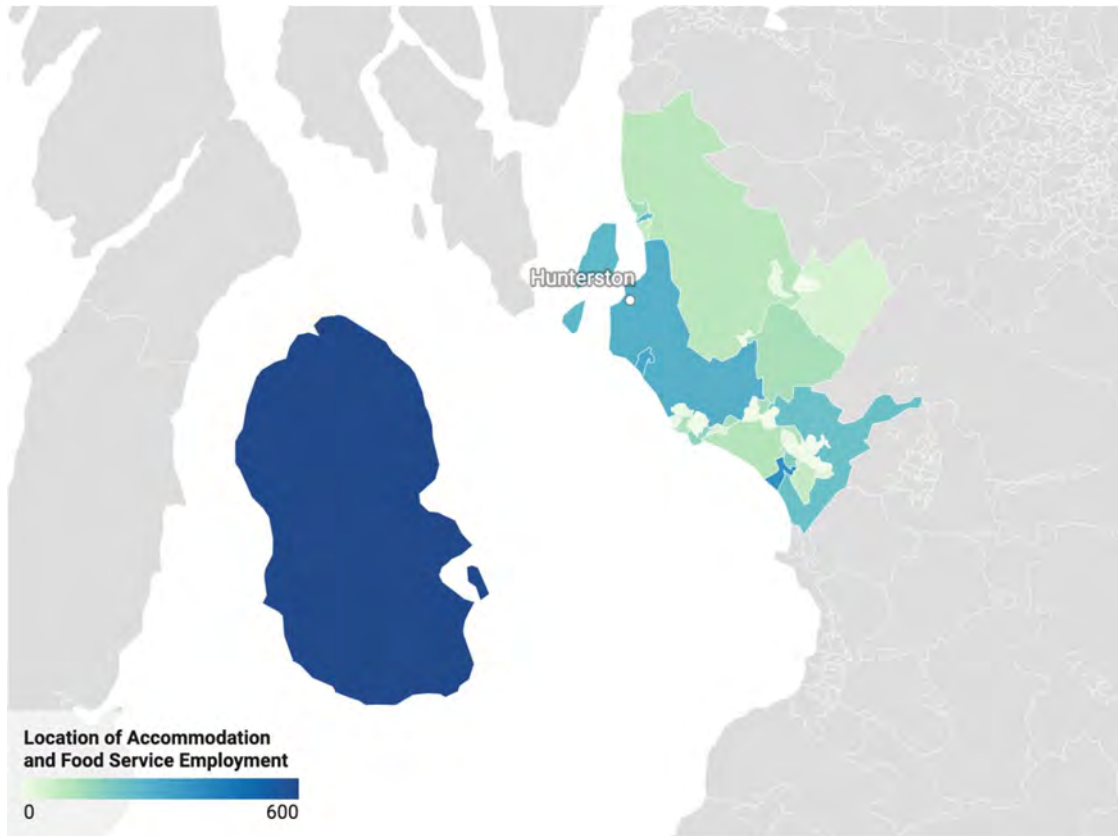 Hunterston
Location of Accommodation
and Food Service Employment
0 600